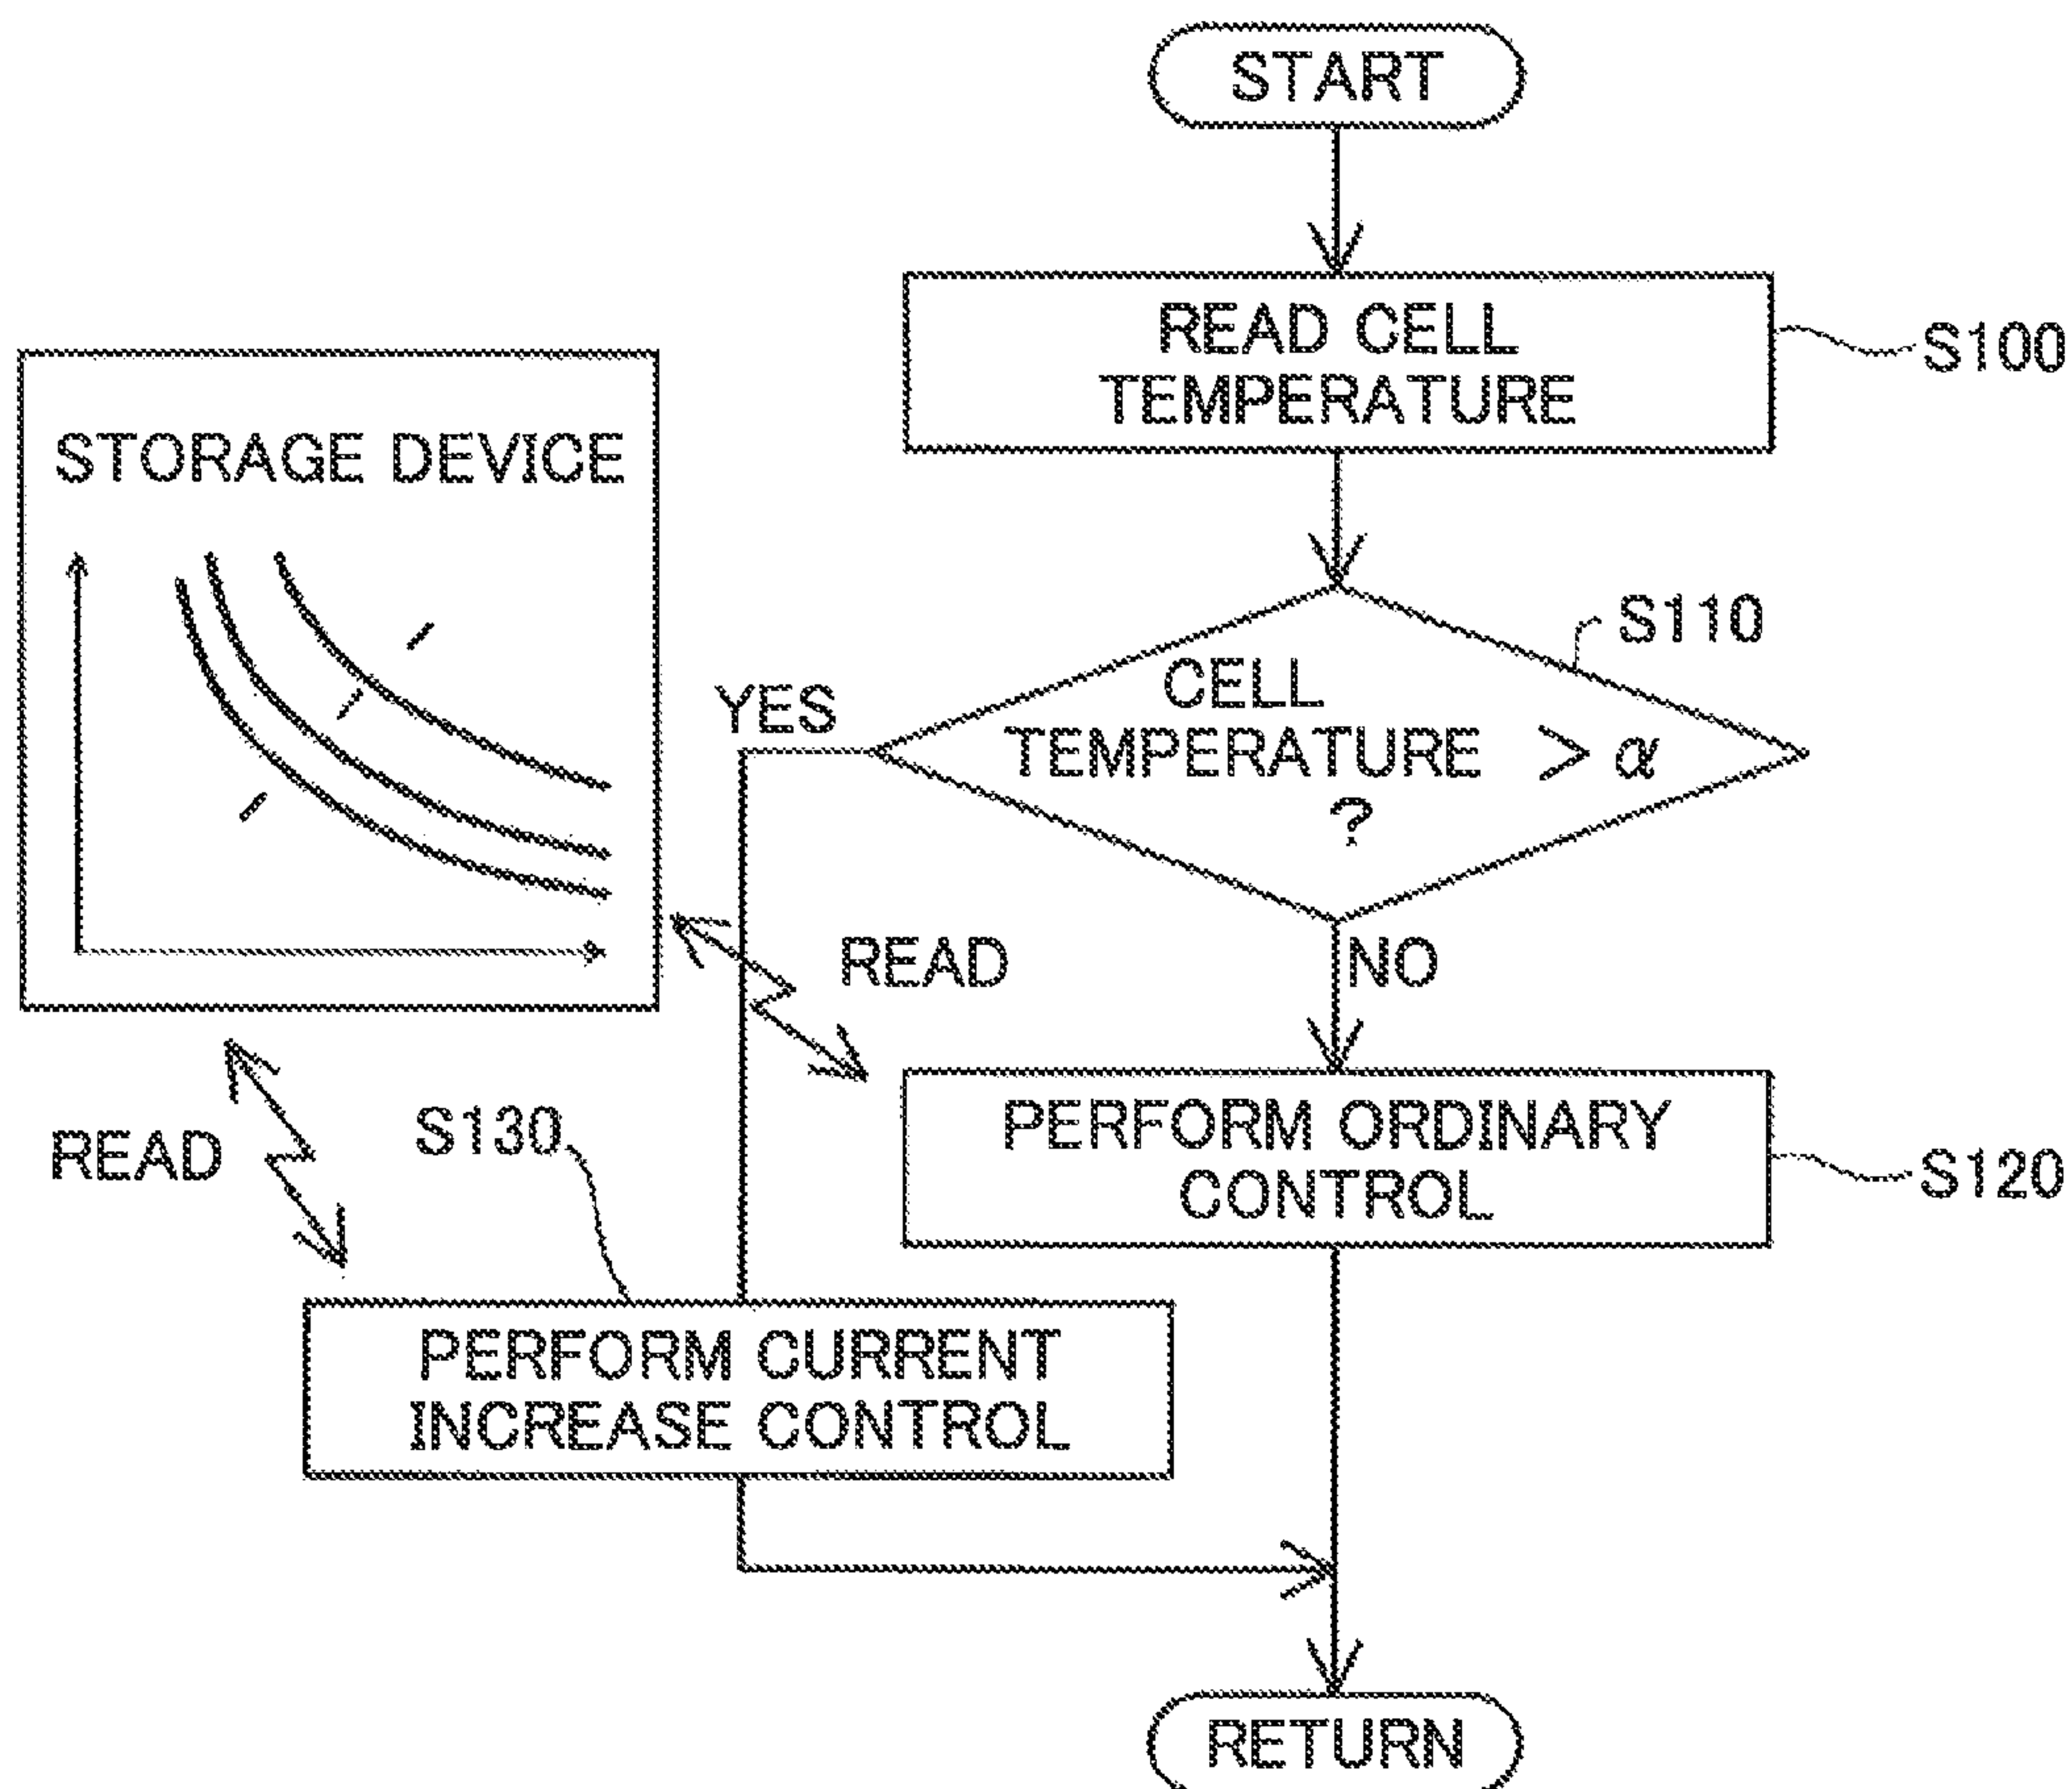 START
READ CELL
TEMPERATURE
S100
STORAGE DEVICE
S110
CELL
TEMPERATURE > α
?
YES
NO
READ
READ
PERFORM ORDINARY
CONTROL
S120
S130
PERFORM CURRENT
INCREASE CONTROL
RETURN